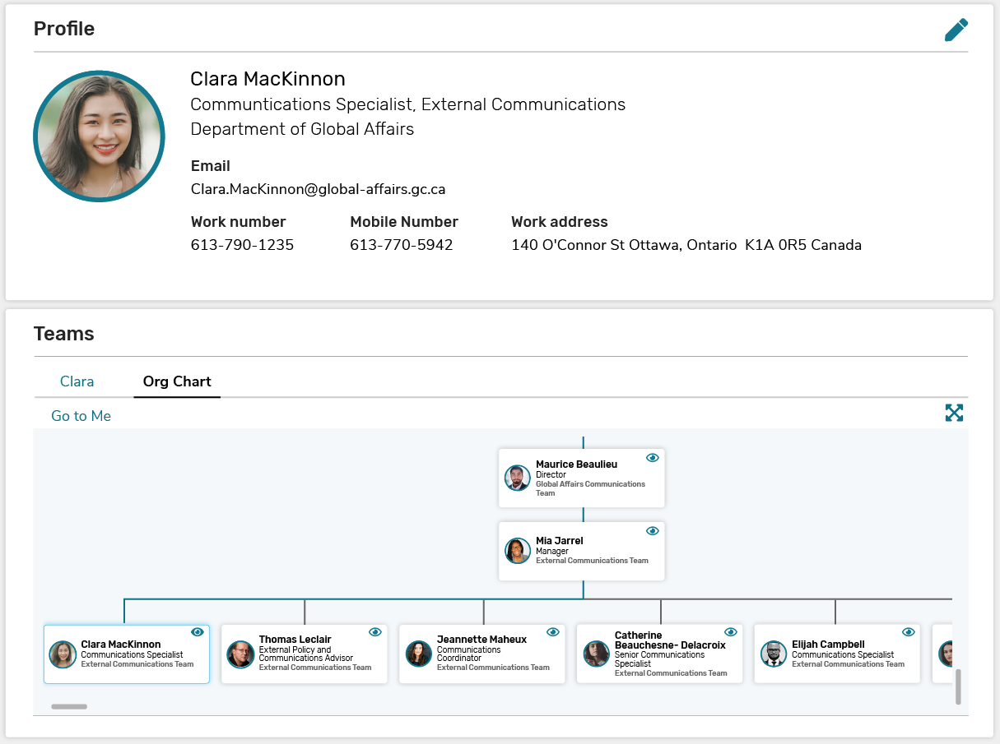 Profile
Clara MacKinnon
Communtications Specialist, External Communications
Department of Global Affairs
Email
Clara.MacKinnon@global-affairs.gc.ca
Work number
613-790-1235
Mobile Number
613-770-5942
Work address
140 O'Connor St Ottawa, Ontario  K1A 0R5 Canada
Teams
Clara
Org Chart
Go to Me
Maurice Beaulieu
Director
Global Affairs Communications
Team
Mia Jarrel
Manager
External Communications Team
Clara MacKinnon
Communications Specialist
External Communications Team
Thomas Leclair
External Policy and
Communications Advisor
External Communications Team
Jeannette Maheux
Communications
Coordinator
External Communications Team
Catherine
Beauchesne- Delacroix
Senior Communications
Specialist
External Communications Team
Elijah Campbell
Communications Specialist
External Communications Team